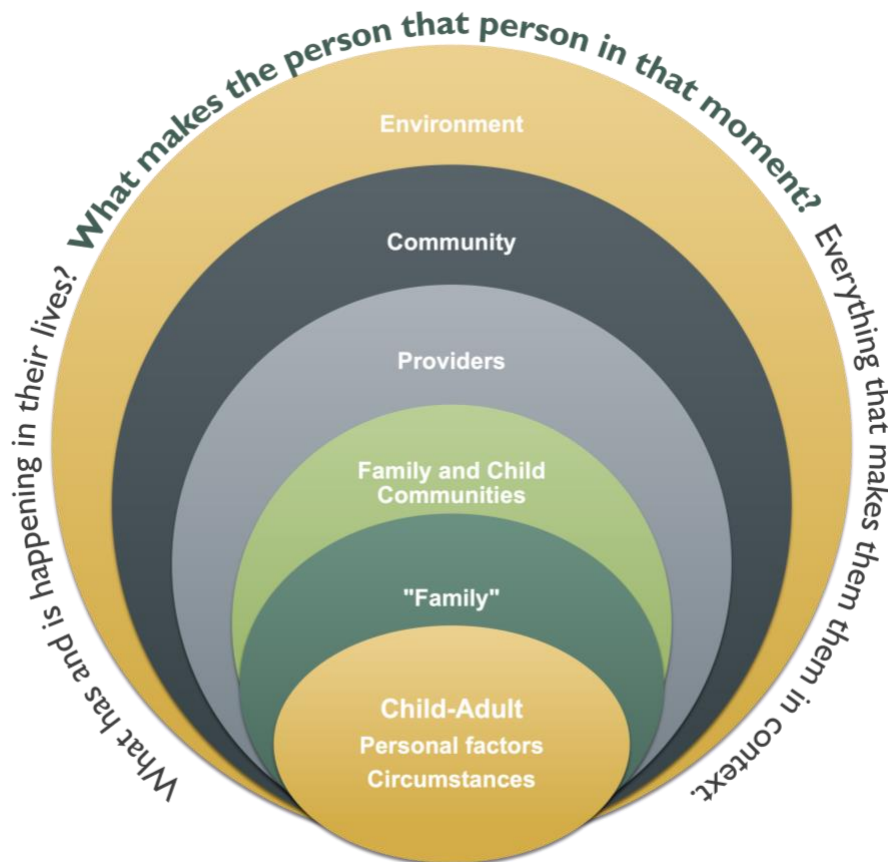 What makes the person that person in that moment?
What has and is happening in their lives?
Everything that makes them them in context.
Environment
Community
Providers
Family and Child
Communities
"Family"
Child-Adult
Personal factors
Circumstances